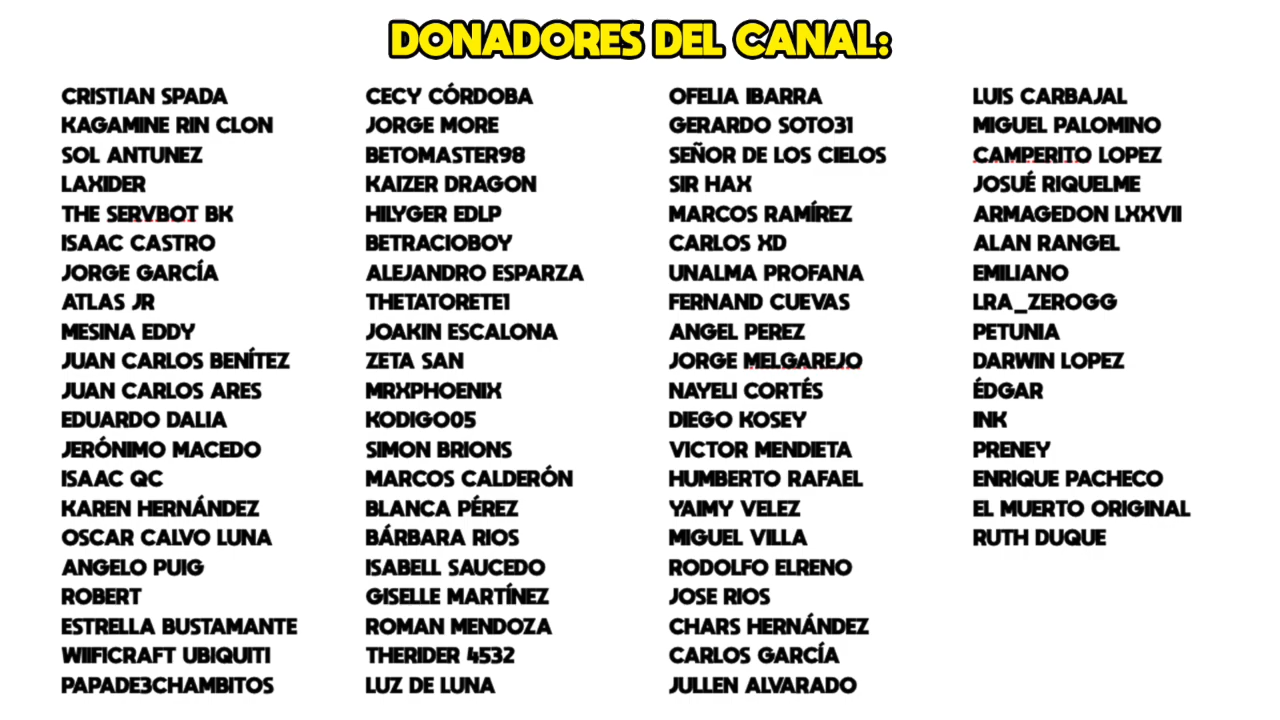 DONADORES DEL CANAL:
CRISTIAN SPADA
KAGAMINE RIN CLON
SOL ANTUNEZ
LAXIDER
THE SERVBOT BK
ISAAC CASTRO
JORGE GARCÍA
ATLAS JR
MESINA EDDY
JUAN CARLOS BENÍTEZ
JUAN CARLOS ARES
EDUARDO DALIA
JERÓNIMO MACEDO
ISAAC QC
KAREN HERNÁNDEZ
OSCAR CALVO LUNA
ANGELO PUIG
ROBERT
ESTRELLA BUSTAMANTE
WIIFICRAFT UBIQUITI
PAPADE3CHAMBITOS
CECY CÓRDOBA
JORGE MORE
BETOMASTER98
KAIZER DRAGON
HILYGER EDLP
BETRACIOBOY
ALEJANDRO ESPARZA
THETATORETE1
JOAKIN ESCALONA
ZETA SAN
MRXPHOENIX
KODIGO05
SIMON BRIONS
MARCOS CALDERÓN
BLANCA PÉREZ
BÁRBARA RIOS
ISABELL SAUCEDO
GISELLE MARTÍNEZ
ROMAN MENDOZA
THERIDER 4532
LUZ DE LUNA
OFELIA IBARRA
GERARDO SOTO31
SEÑOR DE LOS CIELOS
SIR HAX
MARCOS RAMÍREZ
CARLOS XD
UNALMA PROFANA
FERNAND CUEVAS
ANGEL PEREZ
JORGE MELGAREJO
NAYELI CORTÉS
DIEGO KOSEY
VICTOR MENDIETA
HUMBERTO RAFAEL
YAIMY VELEZ
MIGUEL VILLA
RODOLFO ELRENO
JOSE RIOS
CHARS HERNÁNDEZ
CARLOS GARCÍA
JULLEN ALVARADO
LUIS CARBAJAL
MIGUEL PALOMINO
CAMPERITO LOPEZ
JOSUÉ RIQUELME
ARMAGEDON LXXVII
ALAN RANGEL
EMILIANO
LRA_ZEROGG
PETUNIA
DARWIN LOPEZ
ÉDGAR
INK
PRENEY
ENRIQUE PACHECO
EL MUERTO ORIGINAL
RUTH DUQUE